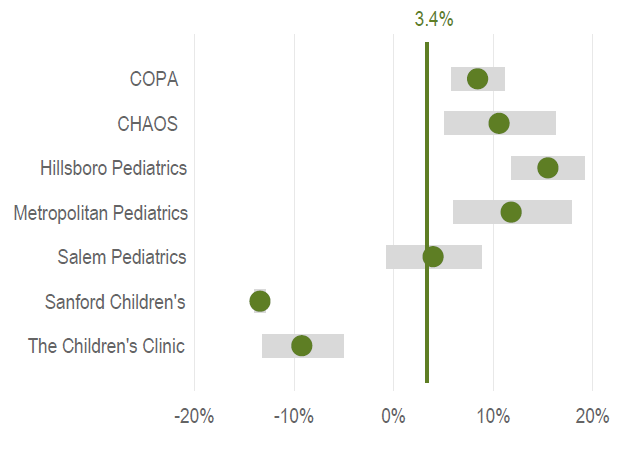 3.4%
COPA
CHAOS
Hillsboro Pediatrics
Metropolitan Pediatrics
Salem Pediatrics
Sanford Children's
The Children's Clinic
-20% -10% 0% 10% 20%